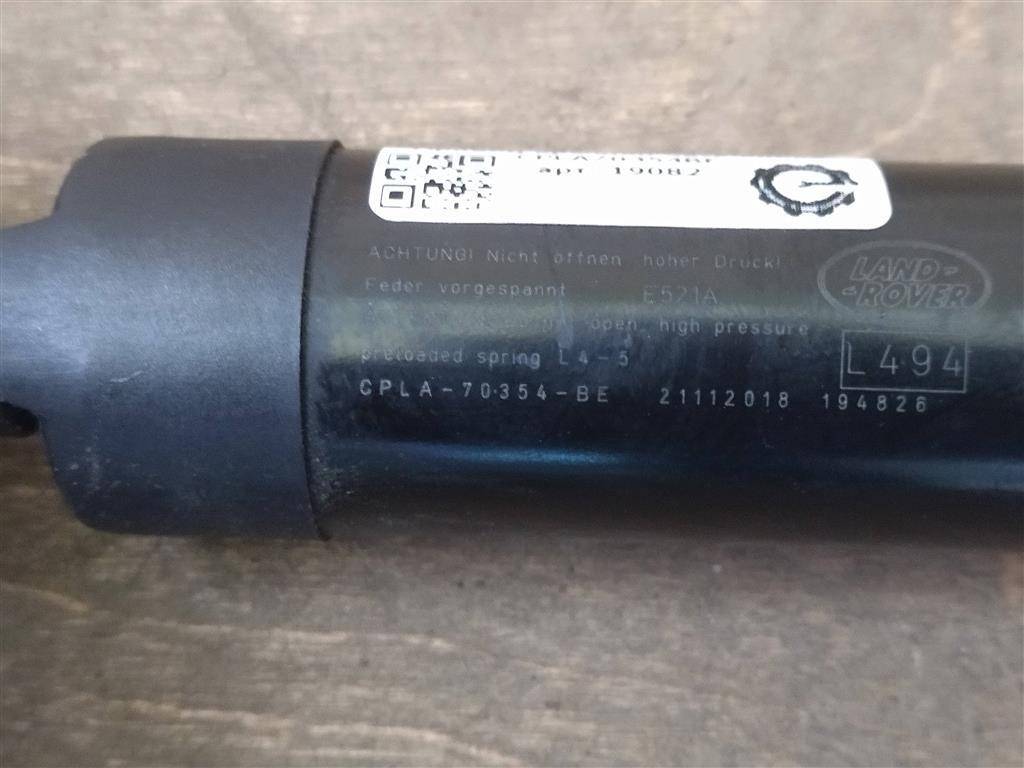 арт 19082
ACHTUNG! Nicht öffnen hoher Druck!
Feder vorgespannt E521A
open, high pressure
preloaded spring L4-5
CPLA-70354-BE 21112018 194826
LAND-
-ROVER
L494